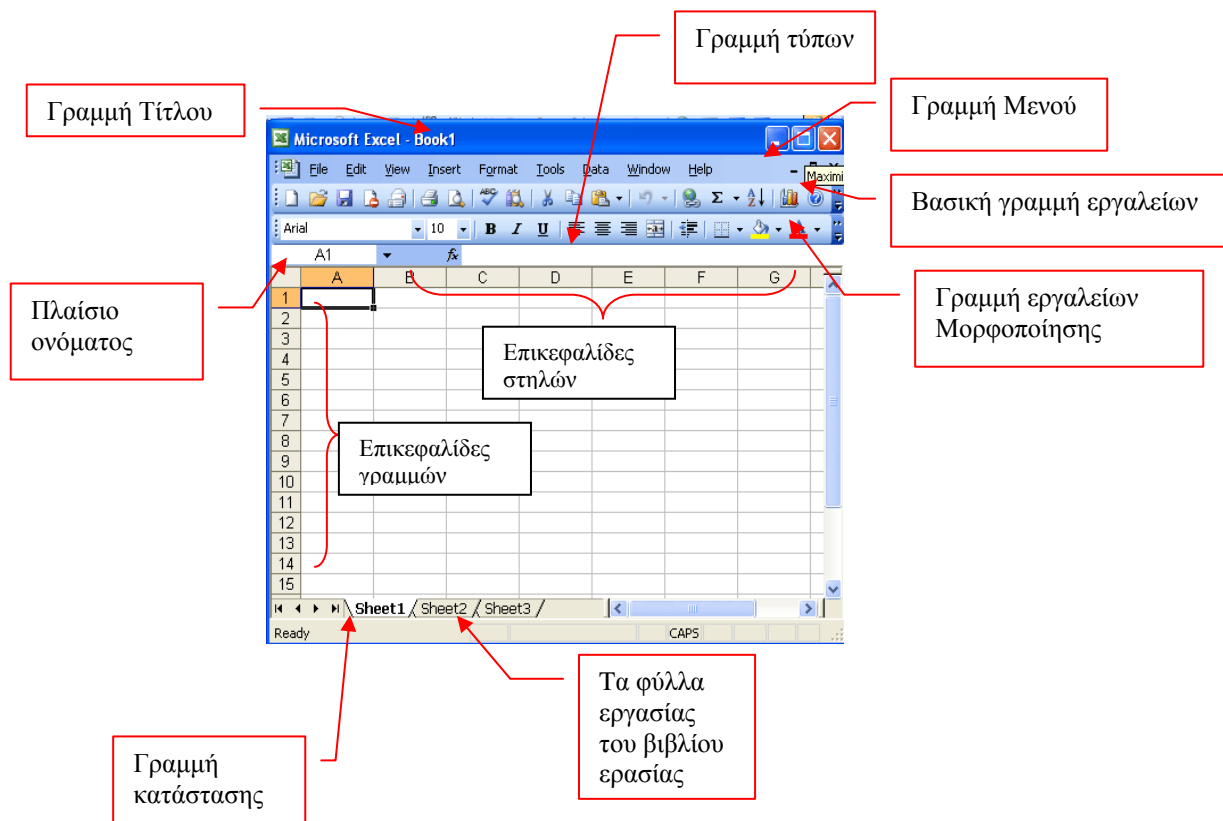 Γραμμή τύπων
Γραμμή Τίτλου
Γραμμή Μενού
Microsoft Excel - Book1
File Edit View Insert Format Tools Data Window Help
Maximi
Βασική γραμμή εργαλείων
ABC Σ A Z
Arial 10 B I U A
A1 fx
A B C D E F G
Πλαίσιο
ονόματος
Γραμμή εργαλείων
Μορφοποίησης
Επικεφαλίδες
στηλών
Επικεφαλίδες
γραμμών
1
2
3
4
5
6
7
8
9
10
11
12
13
14
15
Sheet1 Sheet2 Sheet3
Ready CAPS
Τα φύλλα
εργασίας
του βιβλίου
ερασίας
Γραμμή
κατάστασης